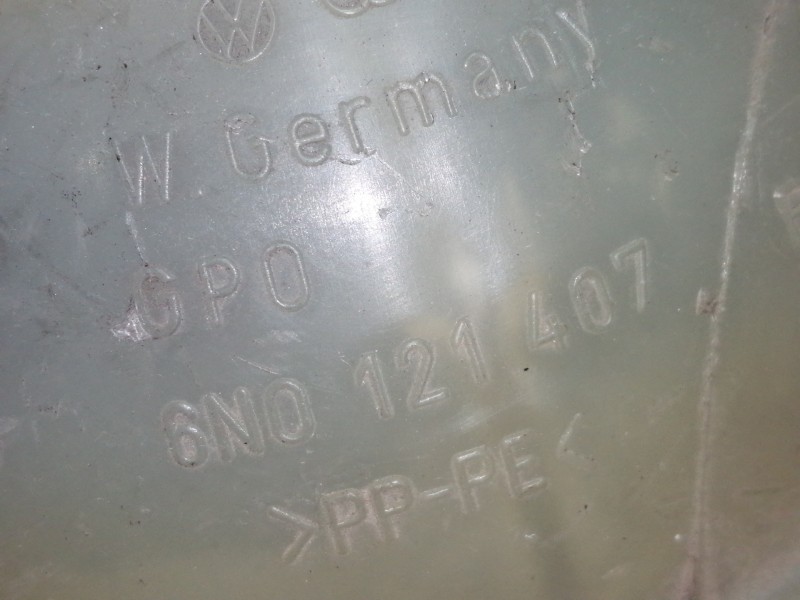 W. Germany
GPO
6N0 121 407
>PP-PE<